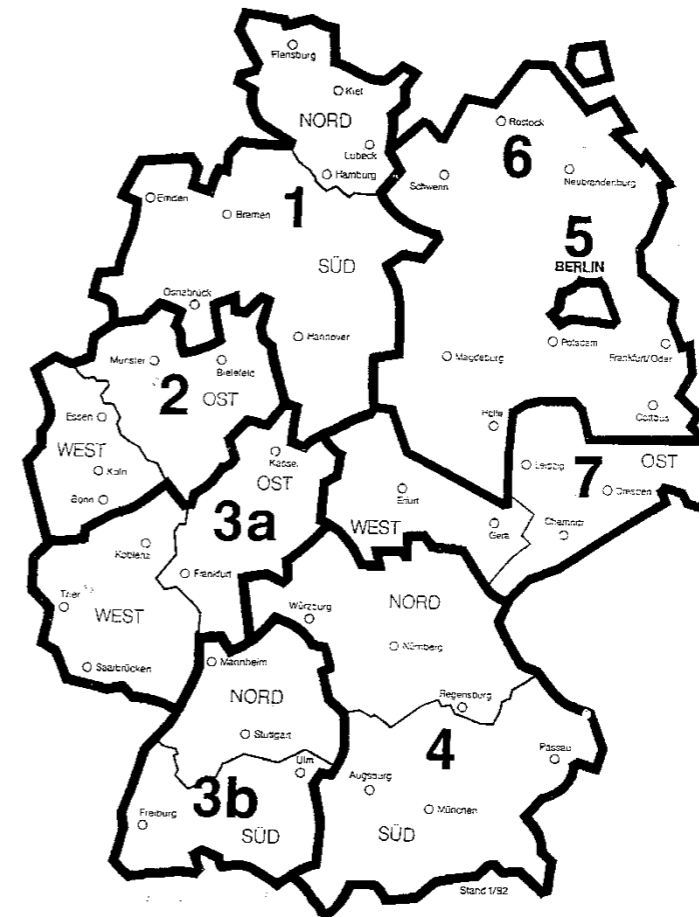 Flensburg
Kiel
NORD
Lübeck
Hamburg
Rostock
6
Schwerin
Neubrandenburg
Emden
Bremen
1
SÜD
5
BERLIN
Osnabrück
Hannover
Potsdam
Magdeburg
Frankfurt/Oder
Münster
Bielefeld
2
OST
Essen
WEST
Köln
Bonn
Cottbus
Halle
Kassel
OST
3a
Leipzig
OST
7
Dresden
Erfurt
WEST
Gera
Chemnitz
Koblenz
Frankfurt
Trier
WEST
Saarbrücken
Würzburg
NORD
Nürnberg
Mannheim
NORD
Stuttgart
Regensburg
4
Ulm
Passau
Augsburg
3b
Freiburg
SÜD
München
SÜD
Stand 1/92